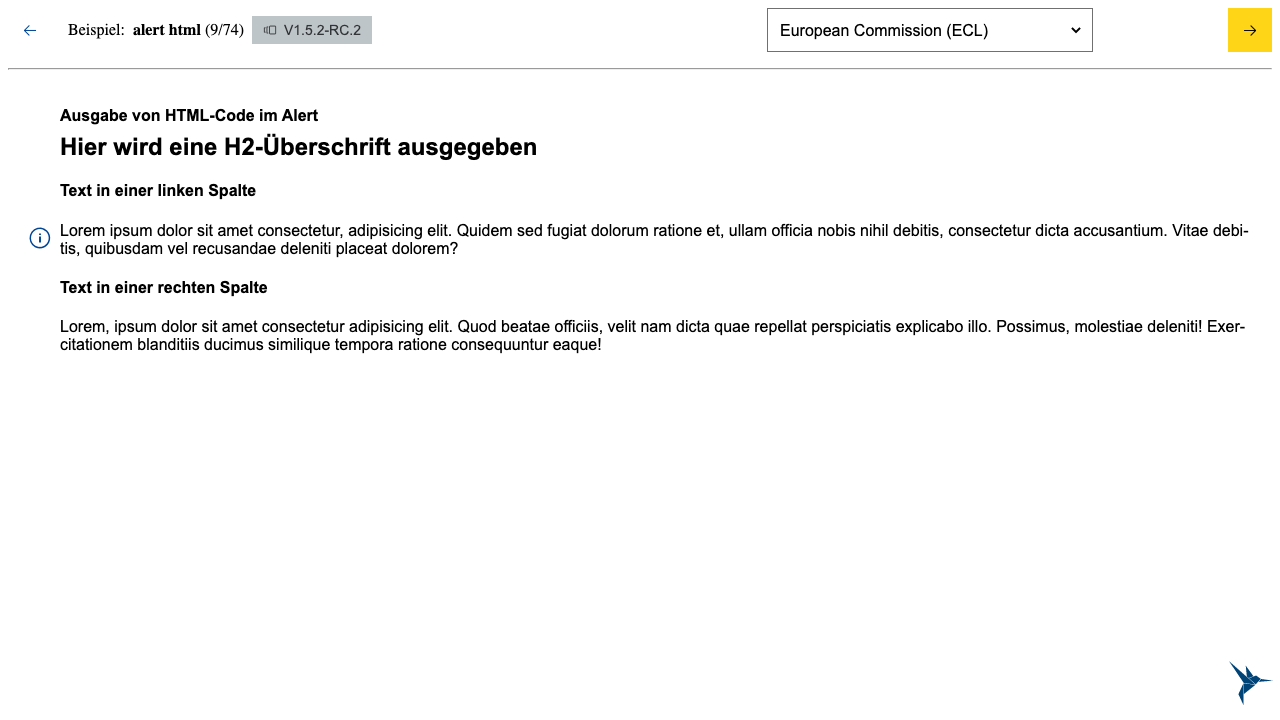 Beispiel: alert html (9/74) V1.5.2-RC.2 European Commission (ECL)
Ausgabe von HTML-Code im Alert
Hier wird eine H2-Überschrift ausgegeben
Text in einer linken Spalte
Lorem ipsum dolor sit amet consectetur, adipisicing elit. Quidem sed fugiat dolorum ratione et, ullam officia nobis nihil debitis, consectetur dicta accusantium. Vitae debi-
tis, quibusdam vel recusandae deleniti placeat dolorem?
Text in einer rechten Spalte
Lorem, ipsum dolor sit amet consectetur adipisicing elit. Quod beatae officiis, velit nam dicta quae repellat perspiciatis explicabo illo. Possimus, molestiae deleniti! Exer-
citationem blanditiis ducimus similique tempora ratione consequuntur eaque!